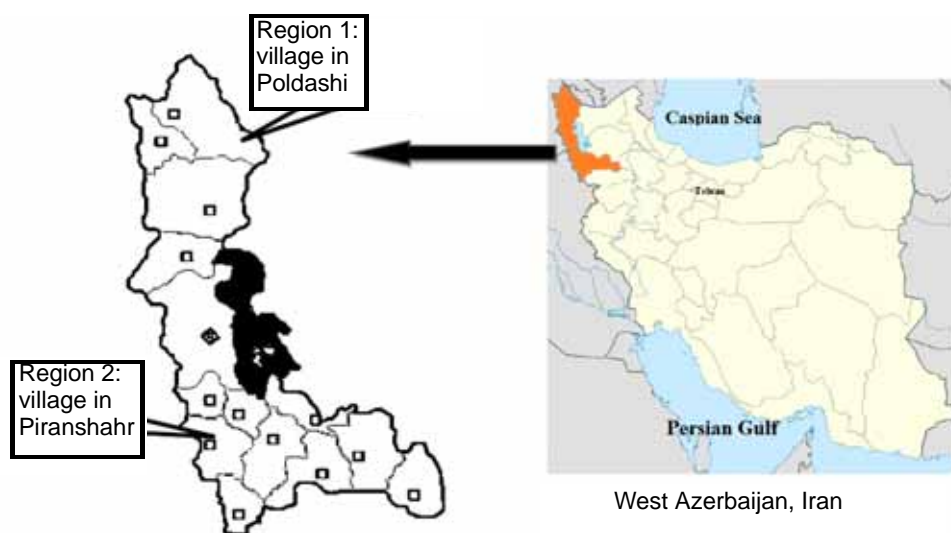 Region 1:
village in
Poldashi
Region 2:
village in
Piranshahr
Caspian Sea
Tehran
Persian Gulf
West Azerbaijan, Iran